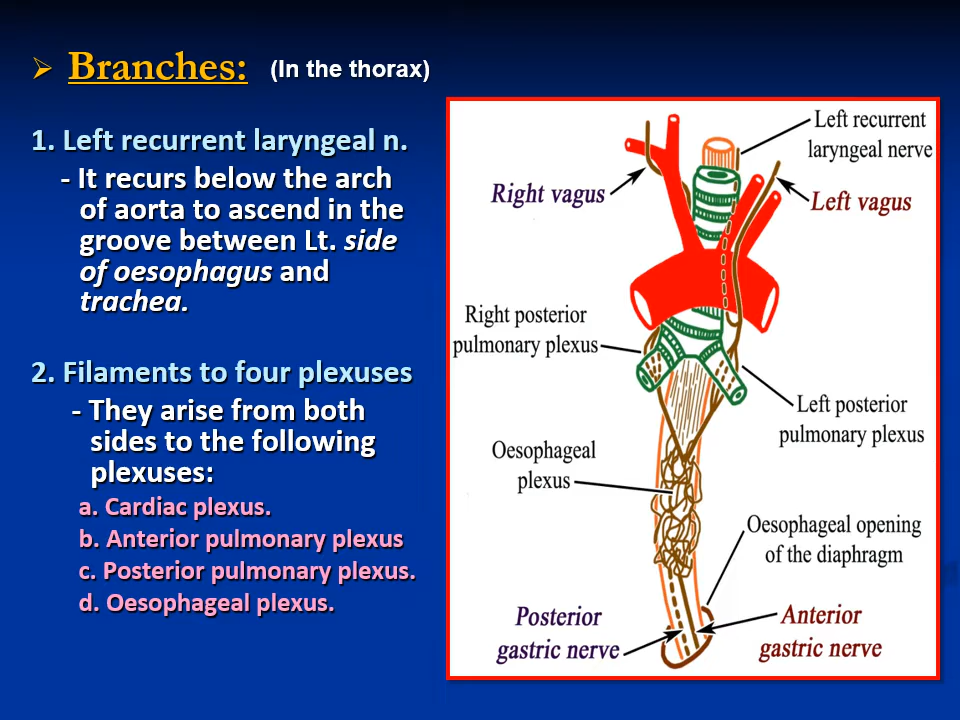 ➢ Branches: (In the thorax)
1. Left recurrent laryngeal n.
- It recurs below the arch
of aorta to ascend in the
groove between Lt. side
of oesophagus and
trachea.
2. Filaments to four plexuses
- They arise from both
sides to the following
plexuses:
a. Cardiac plexus.
b. Anterior pulmonary plexus
c. Posterior pulmonary plexus.
d. Oesophageal plexus.
Left recurrent
laryngeal nerve
Right vagus
Left vagus
Right posterior
pulmonary plexus
Left posterior
pulmonary plexus
Oesophageal
plexus
Oesophageal opening
of the diaphragm
Posterior
gastric nerve
Anterior
gastric nerve